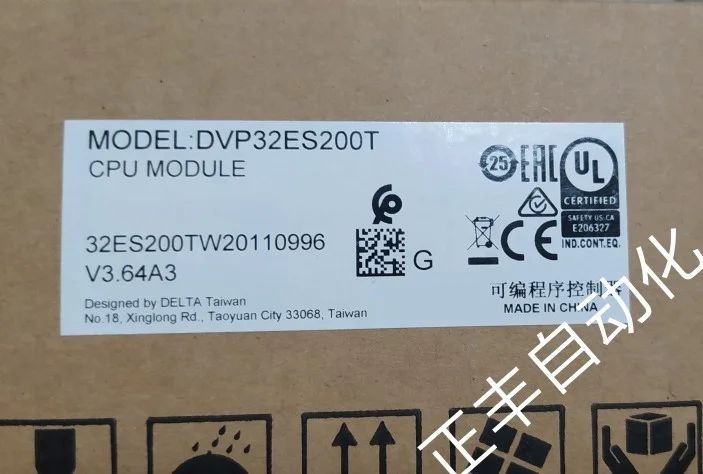 MODEL:DVP32ES200T
CPU MODULE
32ES200TW20110996
V3.64A3
G
Designed by DELTA Taiwan
No.18, Xinglong Rd., Taoyuan City 33068, Taiwan
25
EAC
UL
CERTIFIED
SAFETY US.CA
E206327
IND.CONT.EQ.
CE
可编程序控制器
MADE IN CHINA
正丰自动化